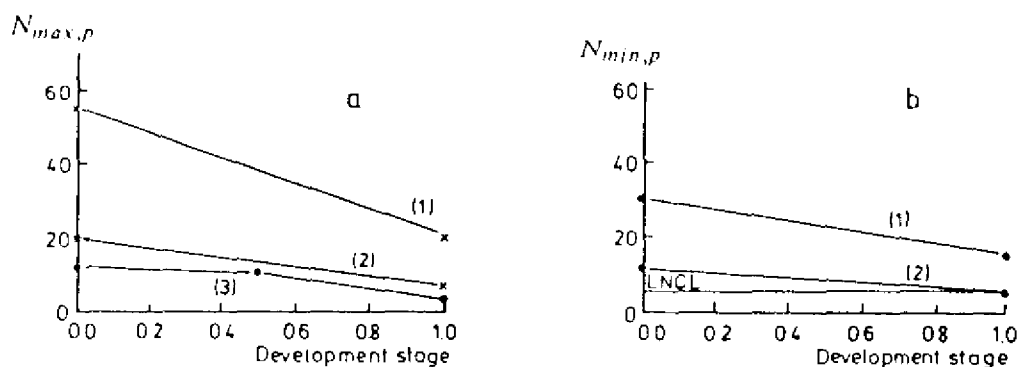 N_max,p
60
a
40
(1)
20
(2)
(3)
0
0.0 0.2 0.4 0.6 0.8 1.0
Development stage
N_min,p
60
b
40
(1)
20
(2)
LNCL
0
0.0 0.2 0.4 0.6 0.8 1.0
Development stage